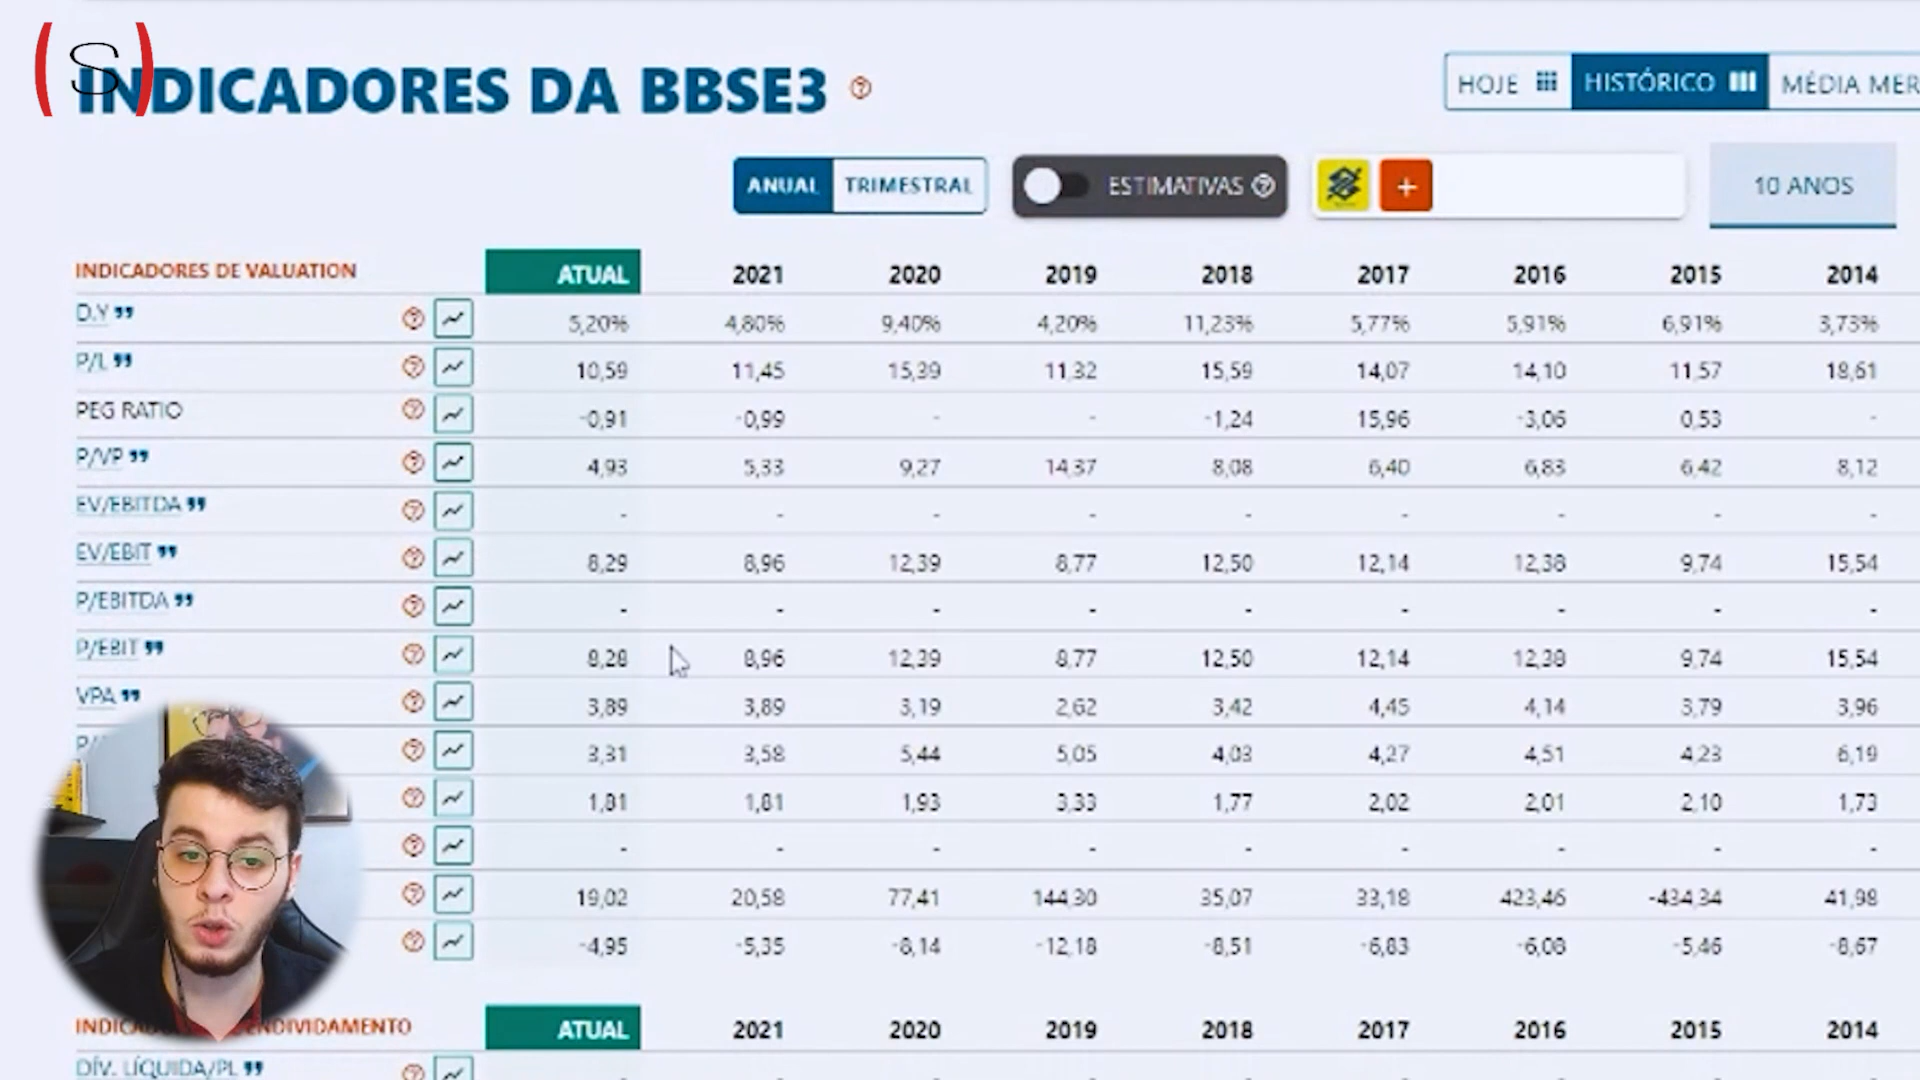 (S)
INDICADORES DA BBSE3
HOJE HISTÓRICO MÉDIA MER
ANUAL TRIMESTRAL ESTIMATIVAS + 10 ANOS
INDICADORES DE VALUATION ATUAL 2021 2020 2019 2018 2017 2016 2015 2014
D.Y 5,20% 4,80% 9,40% 4,20% 11,23% 5,77% 5,91% 6,91% 3,73%
P/L 10,59 11,45 15,39 11,32 15,59 14,07 14,10 11,57 18,61
PEG RATIO -0,91 -0,99 - - -1,24 15,96 -3,06 0,53 -
P/VP 4,93 5,33 9,27 14,37 8,08 6,40 6,83 6,42 8,12
EV/EBITDA - - - - - - - - -
EV/EBIT 8,29 8,96 12,39 8,77 12,50 12,14 12,38 9,74 15,54
P/EBITDA - - - - - - - - -
P/EBIT 8,28 8,96 12,39 8,77 12,50 12,14 12,38 9,74 15,54
VPA 3,89 3,89 3,19 2,62 3,42 4,45 4,14 3,79 3,96
P/ 3,31 3,58 5,44 5,05 4,03 4,27 4,51 4,23 6,19
1,81 1,81 1,93 3,33 1,77 2,02 2,01 2,10 1,73
- - - - - - - - -
19,02 20,58 77,41 144,30 35,07 33,18 423,46 -434,34 41,98
-4,95 -5,35 -8,14 -12,18 -8,51 -6,83 -6,08 -5,46 -8,67
ENDIVIDAMENTO ATUAL 2021 2020 2019 2018 2017 2016 2015 2014
DÍV. LÍQUIDA/PL